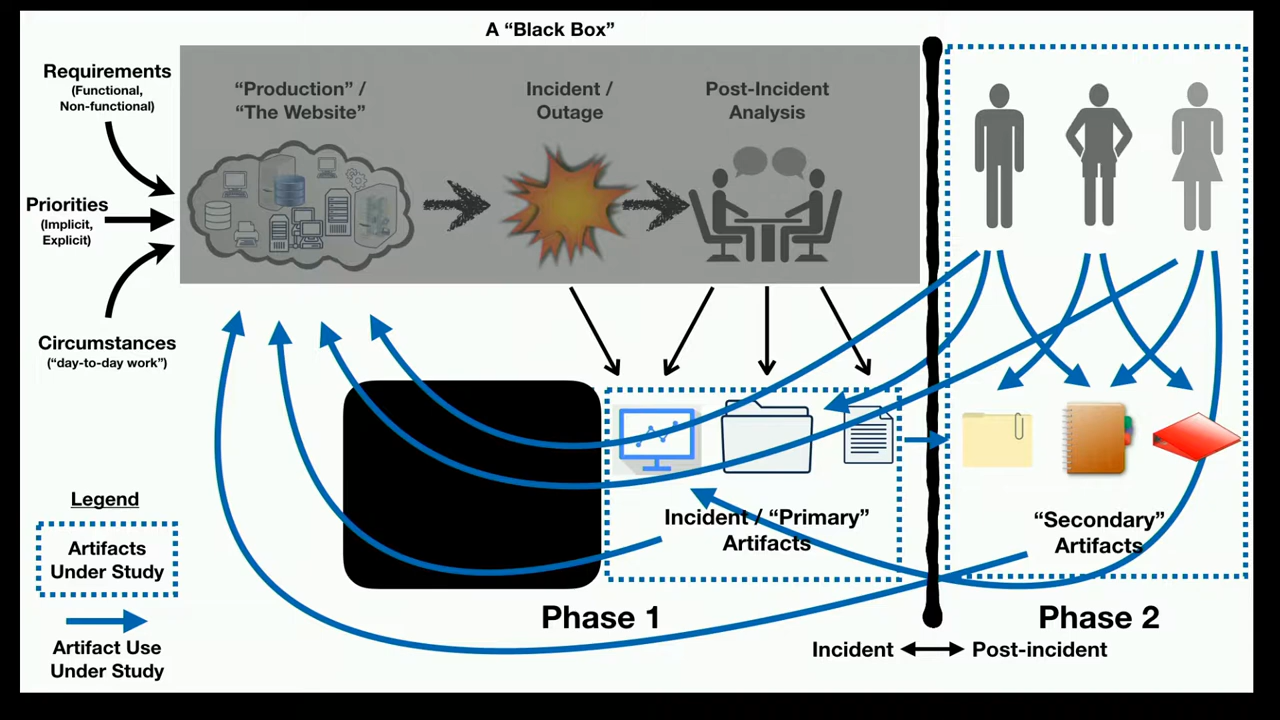 A “Black Box”
Requirements
(Functional,
Non-functional)
Priorities
(Implicit,
Explicit)
Circumstances
(“day-to-day work”)
“Production” /
“The Website”
Incident /
Outage
Post-Incident
Analysis
Incident / “Primary”
Artifacts
“Secondary”
Artifacts
Legend
Artifacts
Under Study
Artifact Use
Under Study
Phase 1
Phase 2
Incident
Post-incident